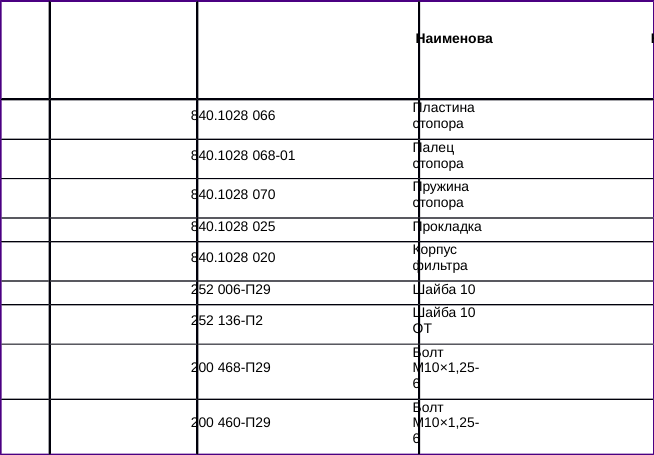 Наименова
840.1028 066
Пластина
стопора
840.1028 068-01
Палец
стопора
840.1028 070
Пружина
стопора
840.1028 025
Прокладка
840.1028 020
Корпус
фильтра
252 006-П29
Шайба 10
252 136-П2
Шайба 10
ОТ
200 468-П29
Болт
М10×1,25-
6
200 460-П29
Болт
М10×1,25-
6